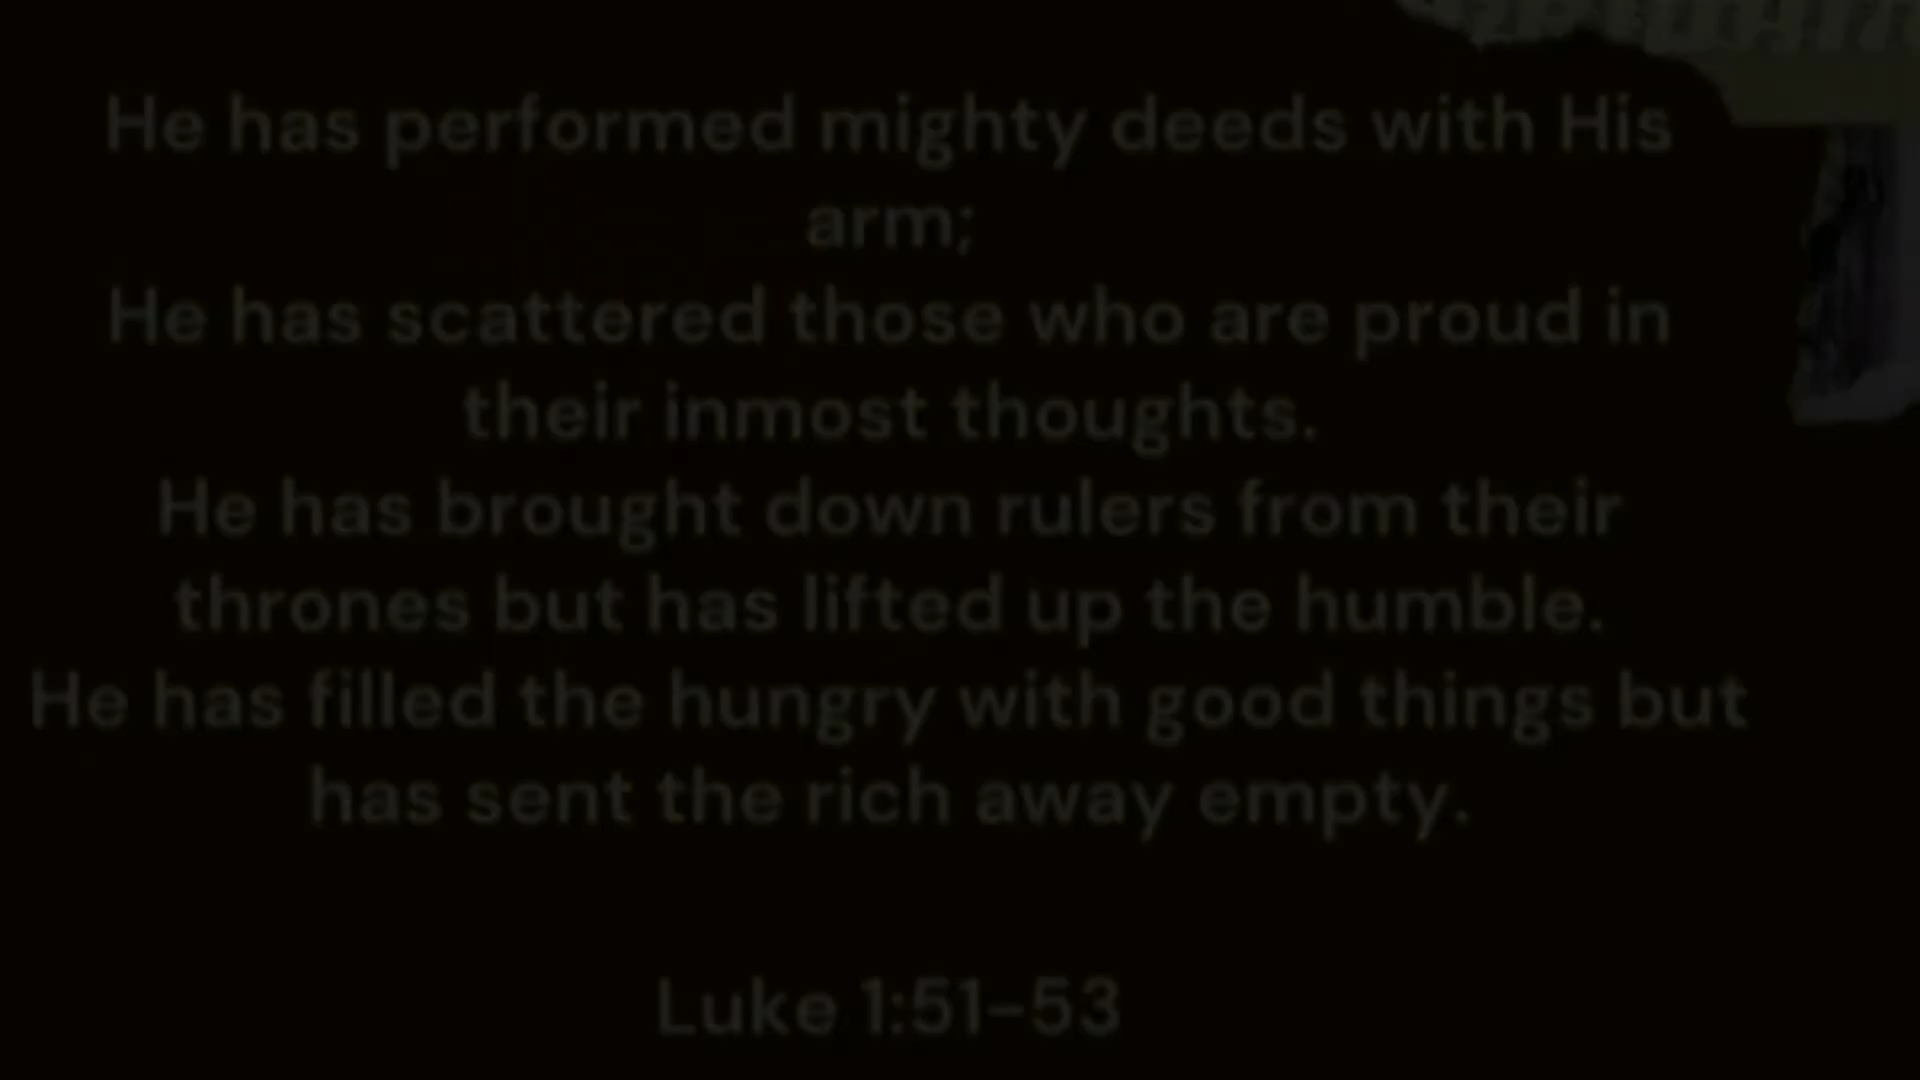 He has performed mighty deeds with His
arm;
He has scattered those who are proud in
their inmost thoughts.
He has brought down rulers from their
thrones but has lifted up the humble.
He has filled the hungry with good things but
has sent the rich away empty.
Luke 1:51–53